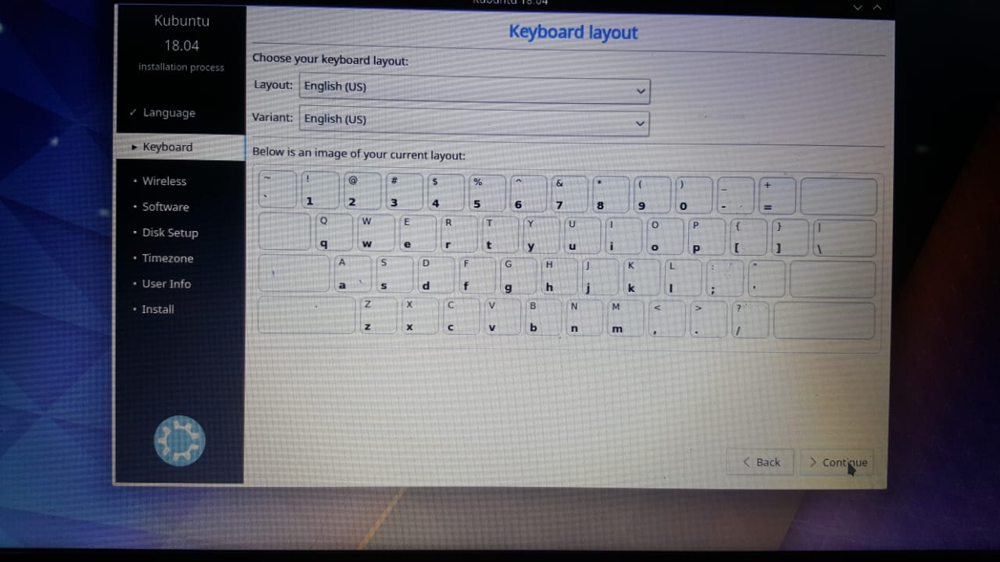 Kubuntu 18.04
Kubuntu
18.04
installation process
✓ Language
▸ Keyboard
• Wireless
• Software
• Disk Setup
• Timezone
• User Info
• Install
Keyboard layout
Choose your keyboard layout:
Layout: English (US)
Variant: English (US)
Below is an image of your current layout:
~ ! @ # $ % ^ & * ( ) _ +
` 1 2 3 4 5 6 7 8 9 0 - =
Q W E R T Y U I O P { } |
q w e r t y u i o p [ ] \
A S D F G H J K L : "
a s d f g h j k l ; '
Z X C V B N M < > ?
z x c v b n m , . /
< Back > Continue